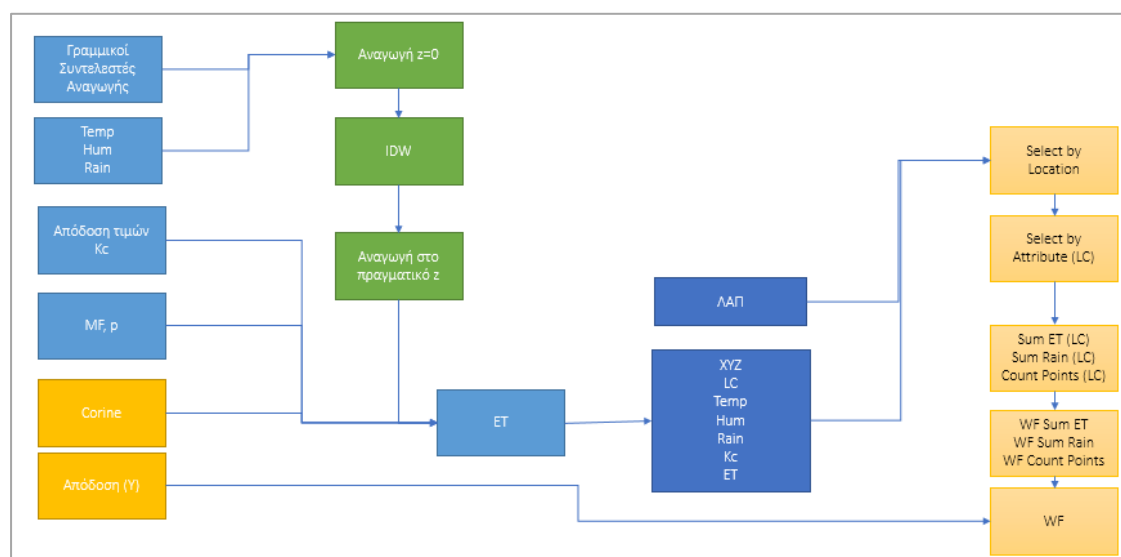 Γραμμικοί
Συντελεστές
Αναγωγής
Temp
Hum
Rain
Απόδοση τιμών
Kc
MF, p
Corine
Απόδοση (Y)
Αναγωγή z=0
IDW
Αναγωγή στο
πραγματικό z
ET
ΛΑΠ
XYZ
LC
Temp
Hum
Rain
Kc
ET
Select by
Location
Select by
Attribute (LC)
Sum ET (LC)
Sum Rain (LC)
Count Points (LC)
WF Sum ET
WF Sum Rain
WF Count Points
WF